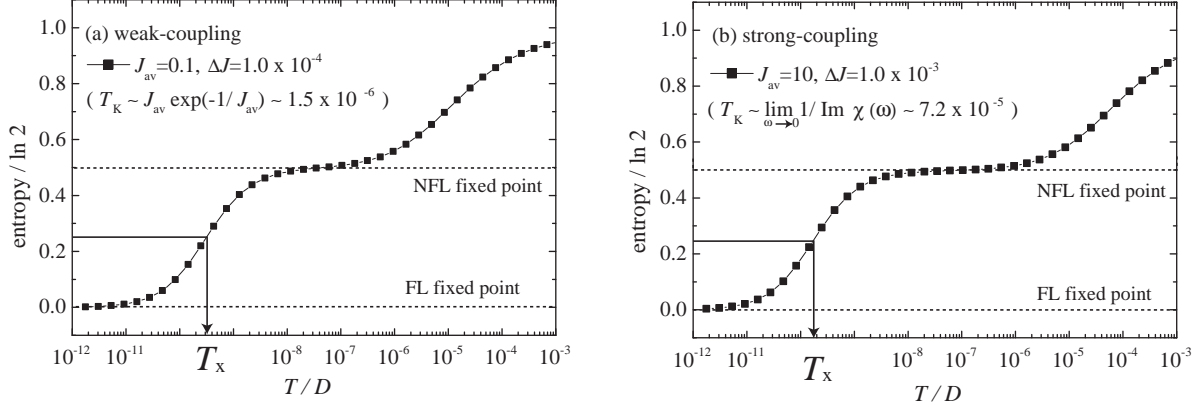 (a) weak-coupling
J_av=0.1, ΔJ=1.0 x 10^-4
( T_K ~ J_av exp(-1/ J_av) ~ 1.5 x 10^-6 )
NFL fixed point
FL fixed point
entropy / ln 2
1.0
0.8
0.6
0.4
0.2
0.0
10^-12
10^-11
T_x
10^-8
10^-7
10^-6
10^-5
10^-4
10^-3
T / D
(b) strong-coupling
J_av=10, ΔJ=1.0 x 10^-3
( T_K ~ lim ω→0 1/ Im χ (ω) ~ 7.2 x 10^-5 )
NFL fixed point
FL fixed point
entropy / ln 2
1.0
0.8
0.6
0.4
0.2
0.0
10^-12
10^-11
T_x
10^-8
10^-7
10^-6
10^-5
10^-4
10^-3
T / D